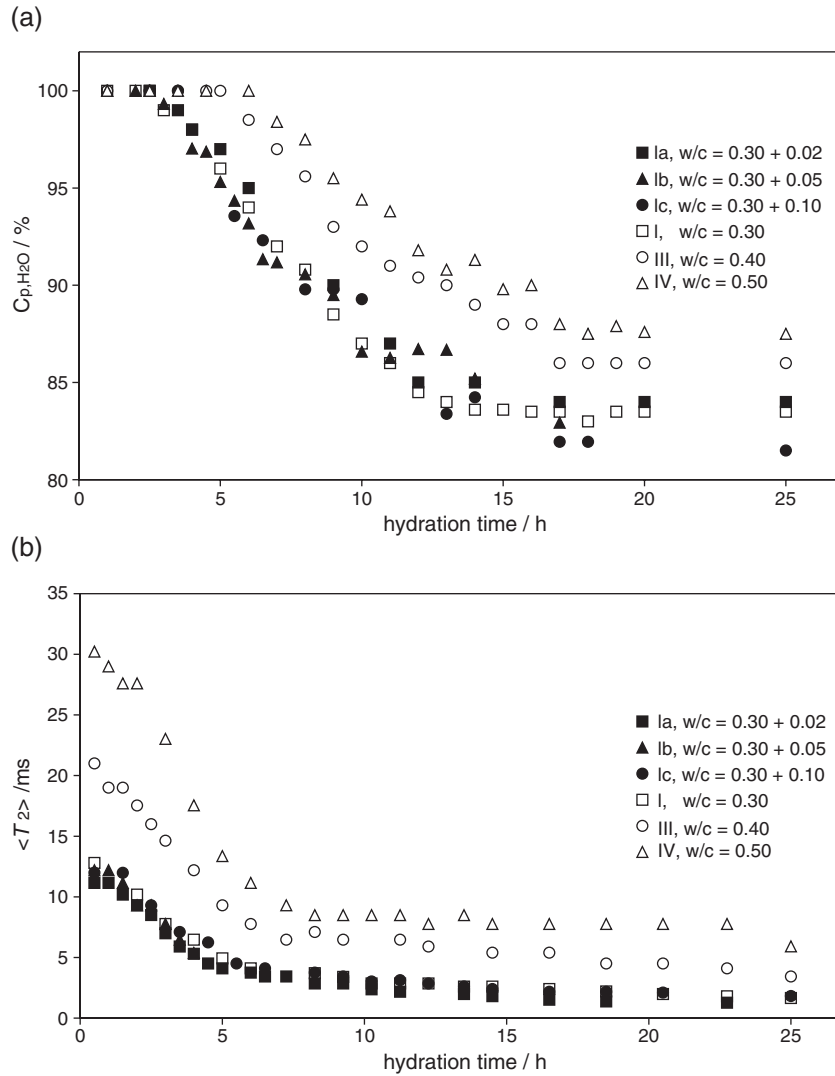 (a)
100
95
90
85
80
C_p,H2O / %
0
5
10
15
20
25
hydration time / h
Ia, w/c = 0.30 + 0.02
Ib, w/c = 0.30 + 0.05
Ic, w/c = 0.30 + 0.10
I, w/c = 0.30
III, w/c = 0.40
IV, w/c = 0.50
(b)
35
30
25
20
15
10
5
0
<T2> /ms
0
5
10
15
20
25
hydration time / h
Ia, w/c = 0.30 + 0.02
Ib, w/c = 0.30 + 0.05
Ic, w/c = 0.30 + 0.10
I, w/c = 0.30
III, w/c = 0.40
IV, w/c = 0.50